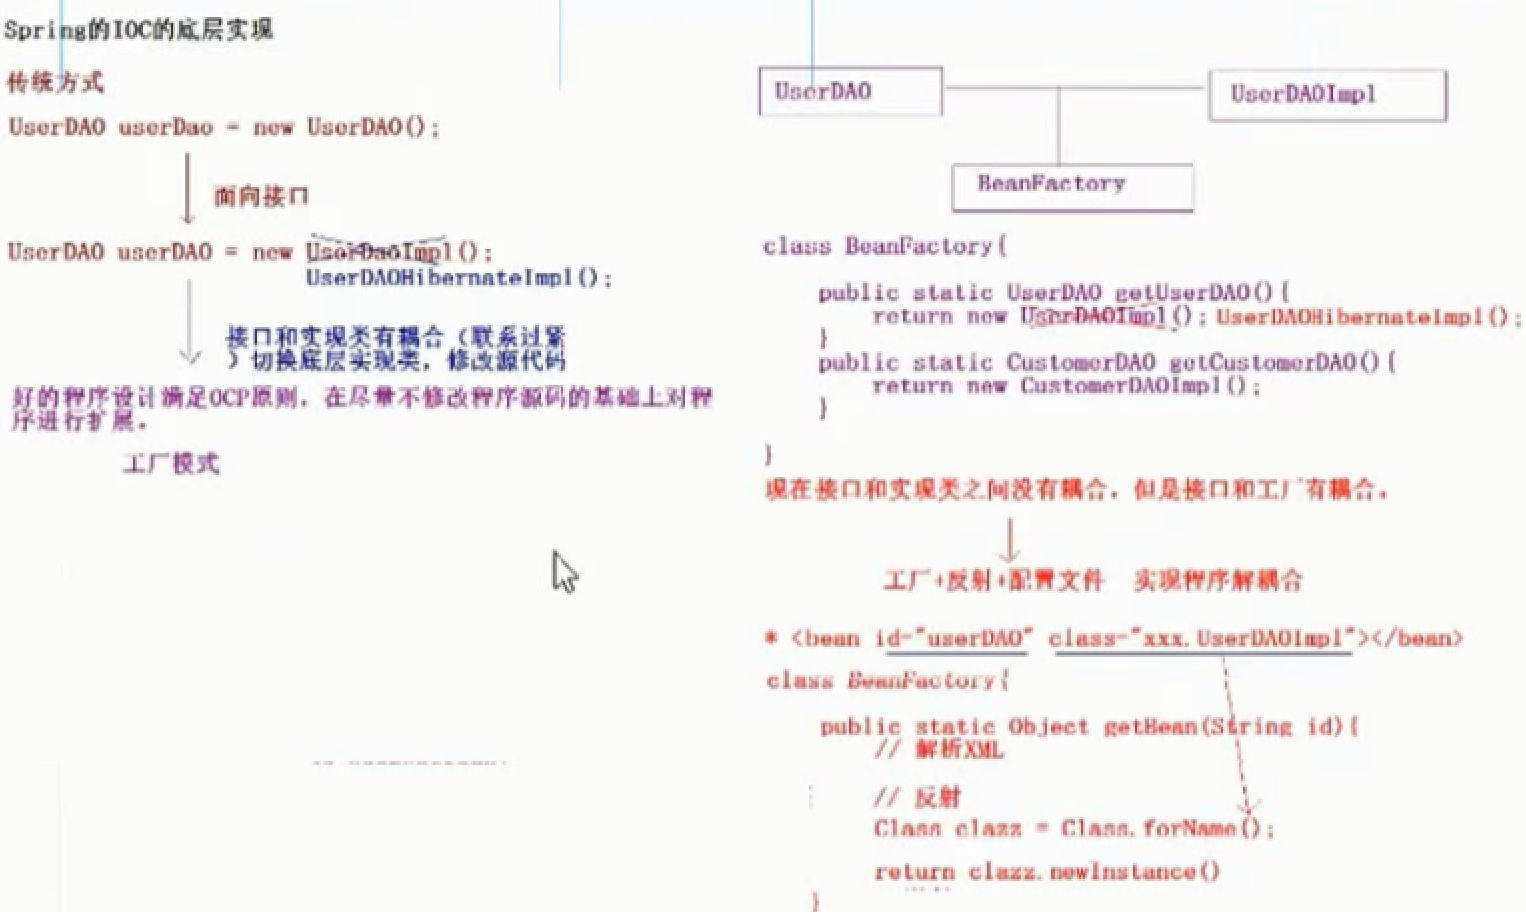 Spring的IOC的底层实现
传统方式
UserDAO userDao = new UserDAO();
面向接口
UserDAO userDAO = new UserDaoImpl();
UserDAOHibernateImpl();
接口和实现类有耦合（联系过紧
）切换底层实现类，修改源代码
好的程序设计满足OCP原则，在尽量不修改程序源码的基础上对程
序进行扩展。
工厂模式
UserDAO
UserDAOImpl
BeanFactory
class BeanFactory{
public static UserDAO getUserDAO(){
return new UserDAOImpl(); UserDAOHibernateImpl();
}
public static CustomerDAO getCustomerDAO(){
return new CustomerDAOImpl();
}
}
现在接口和实现类之间没有耦合，但是接口和工厂有耦合。
工厂+反射+配置文件 实现程序解耦合
* <bean id="userDAO" class="xxx.UserDAOImpl"></bean>
class BeanFactory{
public static Object getBean(String id){
// 解析XML
// 反射
Class clazz = Class.forName();
return clazz.newInstance()
}